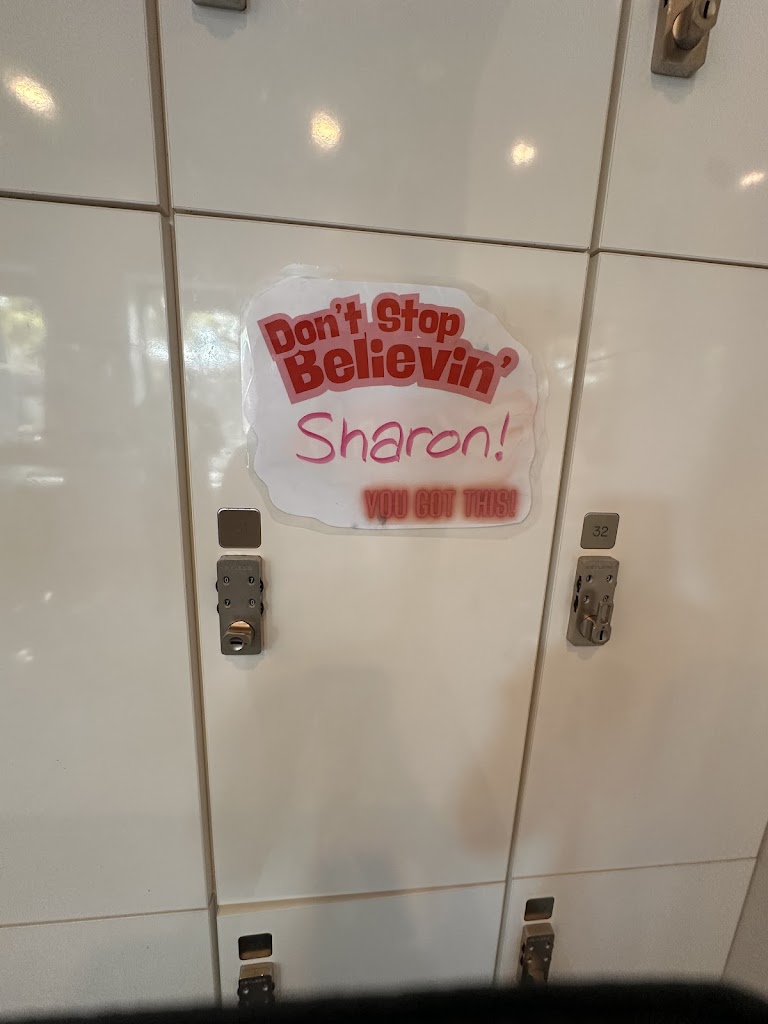 Don't Stop
Believin'
Sharon!
YOU GOT THIS!
32